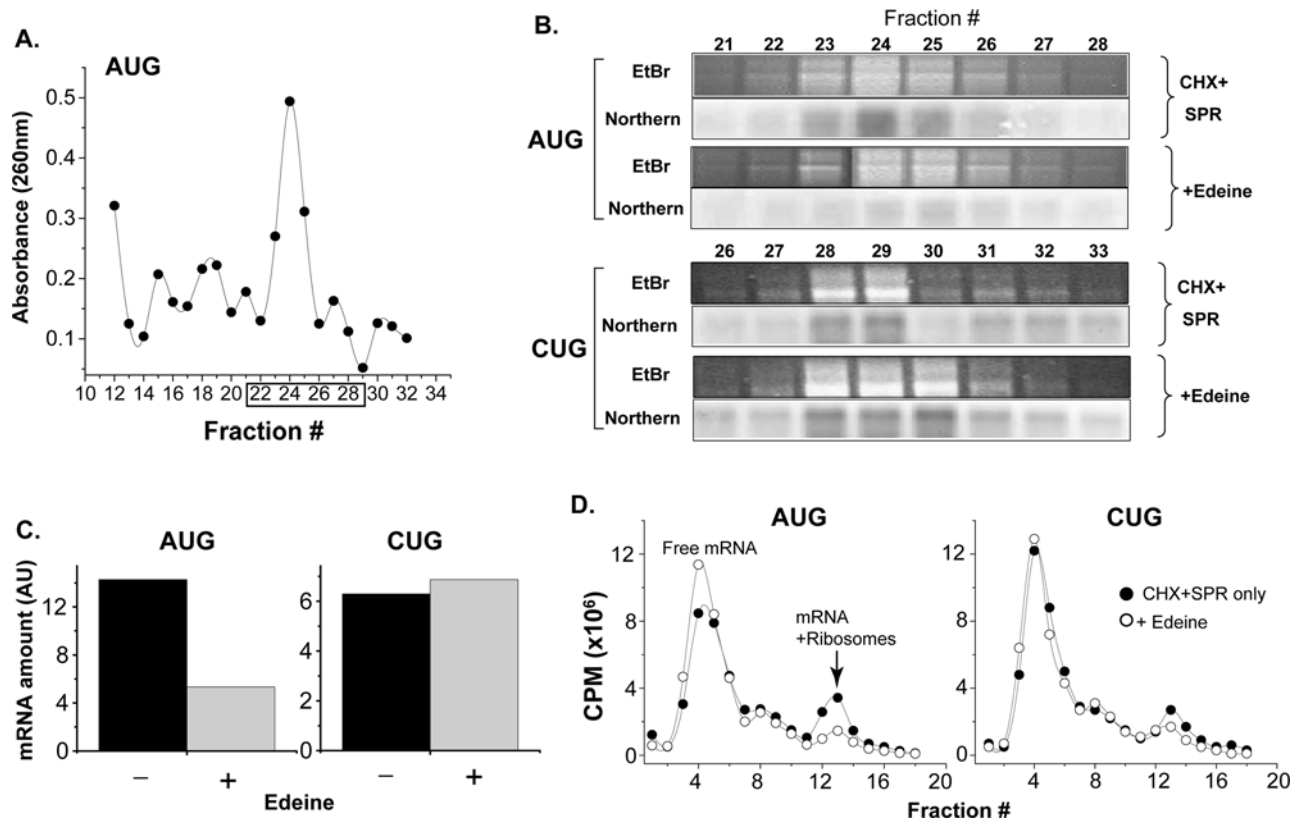 A.
AUG
Absorbance (260nm)
0.5
0.4
0.3
0.2
0.1
10 12 14 16 18 20 22 24 26 28 30 32 34
Fraction #
B.
Fraction #
21 22 23 24 25 26 27 28
AUG
EtBr
Northern
CHX+
SPR
EtBr
Northern
+Edeine
26 27 28 29 30 31 32 33
CUG
EtBr
Northern
CHX+
SPR
EtBr
Northern
+Edeine
C.
AUG
CUG
mRNA amount (AU)
12
8
4
0
6
4
2
0
− +
− +
Edeine
D.
AUG
CUG
CPM (x10⁶)
12
8
4
0
12
8
4
0
Free mRNA
mRNA
+Ribosomes
CHX+SPR only
+ Edeine
4 8 12 16 20
4 8 12 16 20
Fraction #